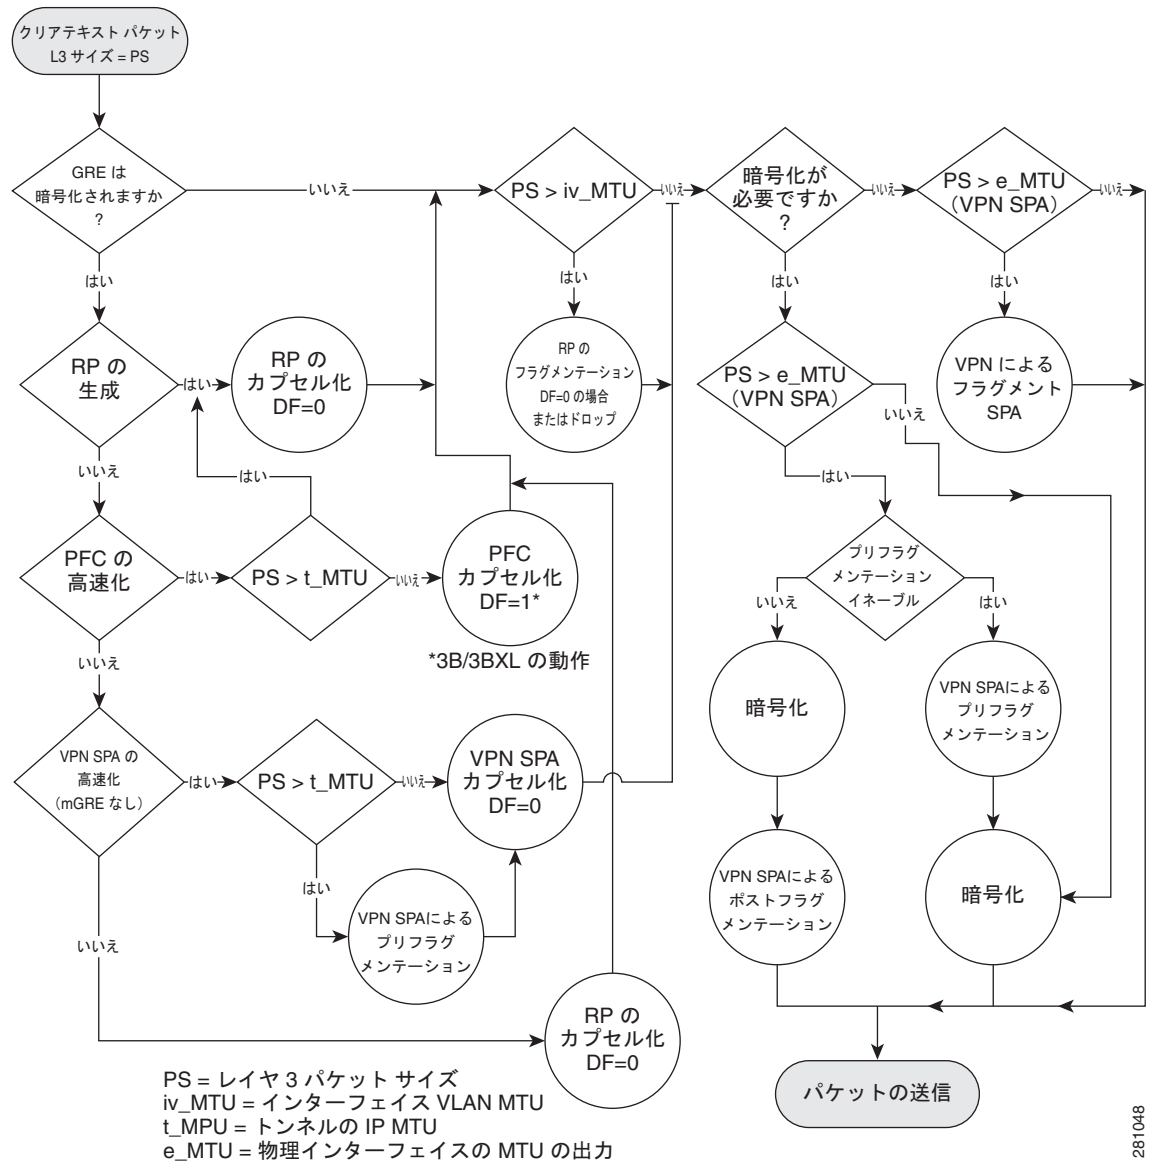 クリアテキスト パケット
L3 サイズ = PS
GRE は
暗号化されますか
?
いいえ
PS > iv_MTU
いいえ
暗号化が
必要ですか
?
いいえ
PS > e_MTU
(VPN SPA)
いいえ
はい
はい
はい
はい
RP の
生成
はい
RP の
カプセル化
DF=0
RP の
フラグメンテーション
DF=0 の場合
またはドロップ
PS > e_MTU
(VPN SPA)
いいえ
VPN による
フラグメント
SPA
いいえ
はい
はい
PFC の
高速化
はい
PS > t_MTU
いいえ
PFC
カプセル化
DF=1*
*3B/3BXL の動作
プリフラグ
メンテーション
イネーブル
いいえ
はい
いいえ
暗号化
VPN SPAによる
プリフラグ
メンテーション
VPN SPA の
高速化
(mGRE なし)
はい
PS > t_MTU
いいえ
VPN SPA
カプセル化
DF=0
はい
VPN SPAによる
プリフラグ
メンテーション
VPN SPAによる
ポストフラグ
メンテーション
暗号化
いいえ
RP の
カプセル化
DF=0
パケットの送信
PS = レイヤ 3 パケット サイズ
iv_MTU = インターフェイス VLAN MTU
t_MPU = トンネルの IP MTU
e_MTU = 物理インターフェイスの MTU の出力
281048